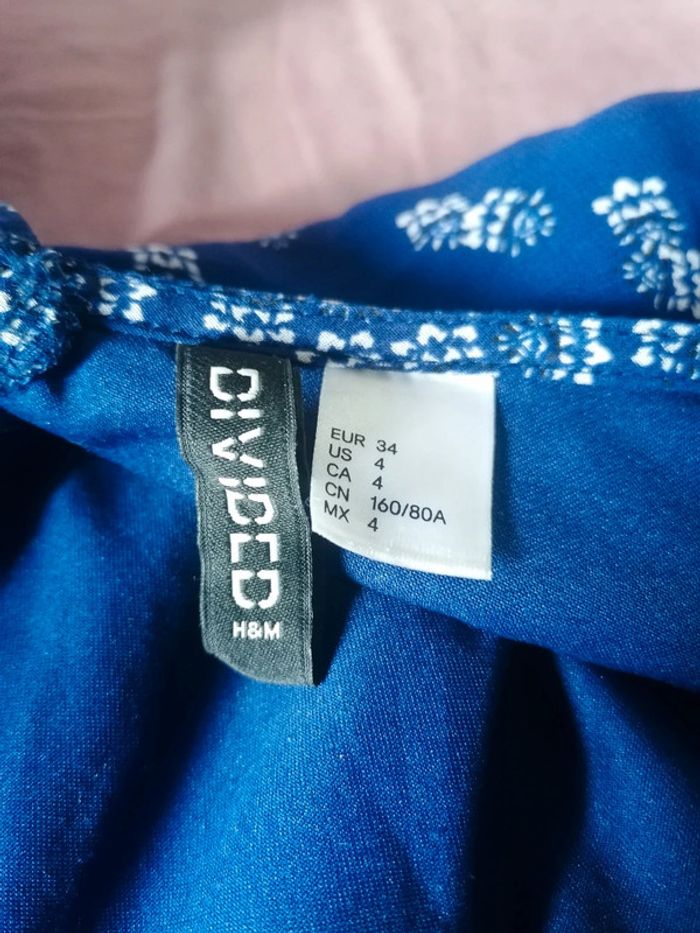 DIVIDED
H&M
EUR 34
US 4
CA 4
CN 160/80A
MX 4